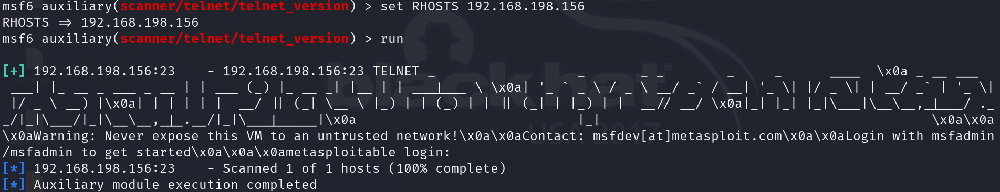 msf6 auxiliary(scanner/telnet/telnet_version) > set RHOSTS 192.168.198.156
RHOSTS => 192.168.198.156
msf6 auxiliary(scanner/telnet/telnet_version) > run
[+] 192.168.198.156:23    - 192.168.198.156:23 TELNET _                  _       _ _        _     _      ____  \x0a _ __ ___
 ___| |_ __ _ ___ _ __ | | ___ (_) |_ __ _| |__ | | ___|___ \ \x0a| '_ ` _ \ / _ \ __/ _` / __| '_ \| |/ _ \| | __/ _` | '_ \|
 |/ _ \ __) |\x0a| | | | | |  __/ || (_| \__ \ |_) | | (_) | | || (_| | |_) | |  __// __/ \x0a|_| |_| |_|\___|\__\__,_|___/ ._
_/|_|\___/|_|\__\__,_|_.__/|_|\___|_____|\x0a                            |_|                                          \x0a\x0a
\x0aWarning: Never expose this VM to an untrusted network!\x0a\x0aContact: msfdev[at]metasploit.com\x0a\x0aLogin with msfadmin
/msfadmin to get started\x0a\x0a\x0ametasploitable login:
[*] 192.168.198.156:23    - Scanned 1 of 1 hosts (100% complete)
[*] Auxiliary module execution completed
blackhat®
USA 2017